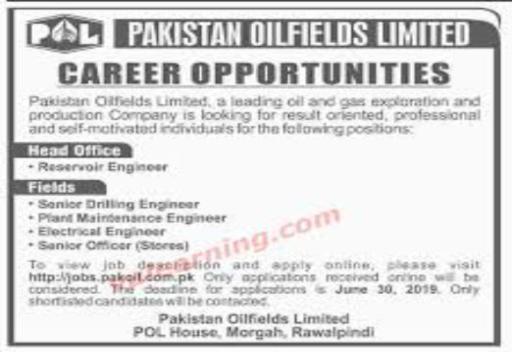 POL PAKISTAN OILFIELDS LIMITED
CAREER OPPORTUNITIES
Pakistan Oilfields Limited, a leading oil and gas exploration and
production Company is looking for result oriented, professional
and self-motivated individuals for the following positions:
Head Office
• Reservoir Engineer
Fields
• Senior Drilling Engineer
• Plant Maintenance Engineer
• Electrical Engineer
• Senior Officer (Stores)
To view job description and apply online, please visit
http://jobs.pakoil.com.pk Only applications received online will be
considered. The deadline for applications is June 30, 2019. Only
shortlisted candidates will be contacted.
Pakistan Oilfields Limited
POL House, Morgah, Rawalpindi